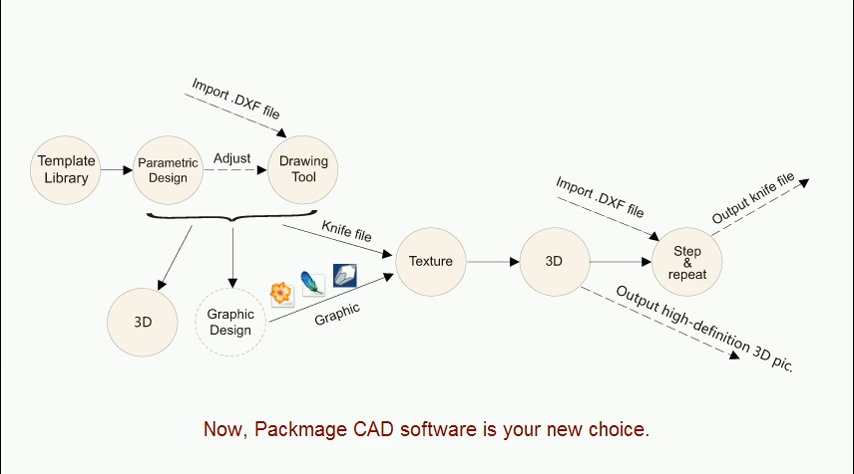 Import .DXF file
Template
Library
Parametric
Design
Adjust
Drawing
Tool
Import .DXF file
Output knife file
Knife file
Texture
3D
Step
&
repeat
3D
Graphic
Design
Graphic
Output high-definition 3D pic.
Now, Packmage CAD software is your new choice.